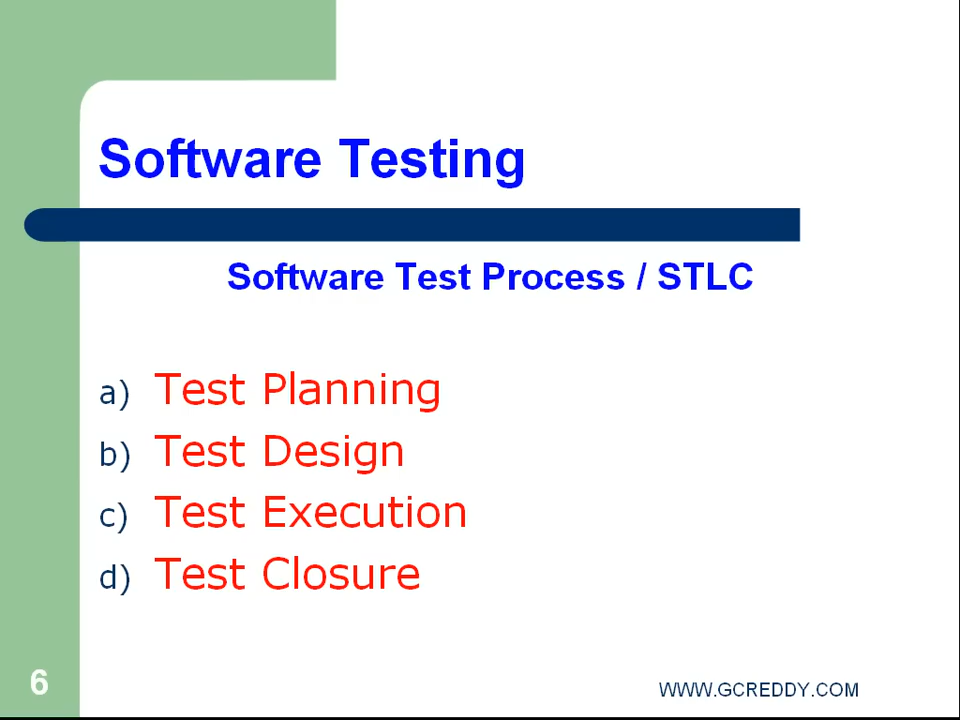 Software Testing
Software Test Process / STLC
a) Test Planning
b) Test Design
c) Test Execution
d) Test Closure
6
WWW.GCREDDY.COM